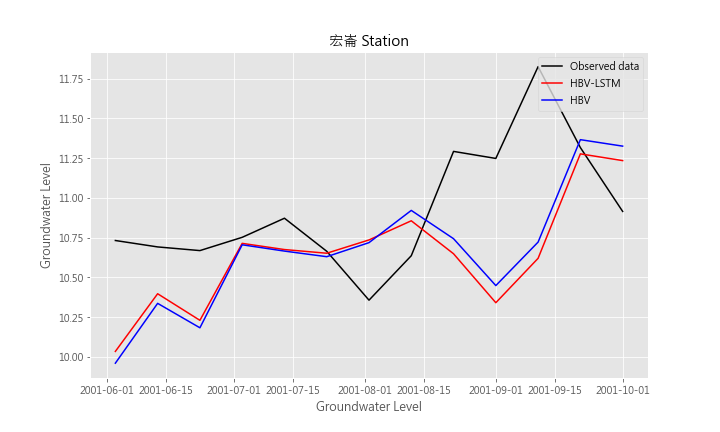 宏崙 Station
Observed data
HBV-LSTM
HBV
Groundwater Level
11.75
11.50
11.25
11.00
10.75
10.50
10.25
10.00
2001-06-01 2001-06-15 2001-07-01 2001-07-15 2001-08-01 2001-08-15 2001-09-01 2001-09-15 2001-10-01
Groundwater Level